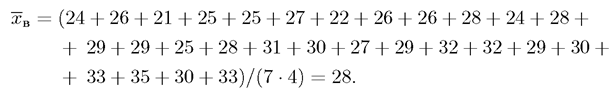 x̅в = (24 + 26 + 21 + 25 + 25 + 27 + 22 + 26 + 26 + 28 + 24 + 28 +
+ 29 + 29 + 25 + 28 + 31 + 30 + 27 + 29 + 32 + 32 + 29 + 30 +
+ 33 + 35 + 30 + 33)/(7 · 4) = 28.